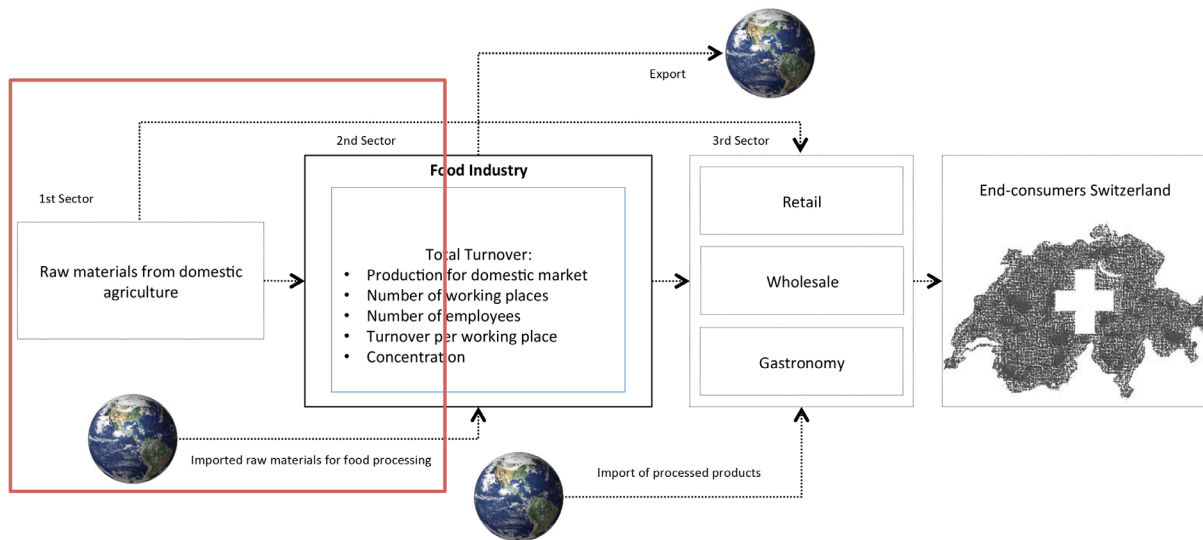 Export
2nd Sector
3rd Sector
Food Industry
1st Sector
Raw materials from domestic
agriculture
Total Turnover:
• Production for domestic market
• Number of working places
• Number of employees
• Turnover per working place
• Concentration
Retail
Wholesale
Gastronomy
End-consumers Switzerland
Imported raw materials for food processing
Import of processed products